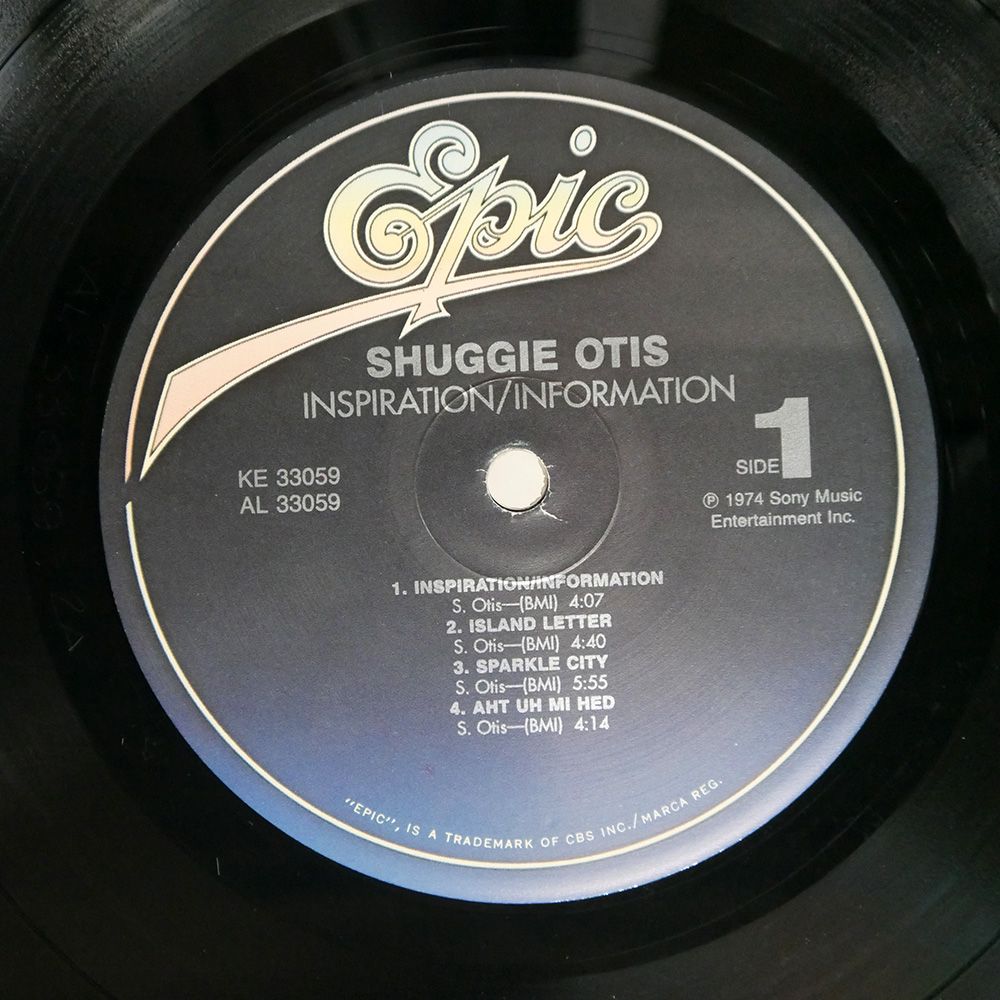 Epic
SHUGGIE OTIS
INSPIRATION/INFORMATION
KE 33059
AL 33059
SIDE 1
℗ 1974 Sony Music
Entertainment Inc.
1. INSPIRATION/INFORMATION
S. Otis—(BMI) 4:07
2. ISLAND LETTER
S. Otis—(BMI) 4:40
3. SPARKLE CITY
S. Otis—(BMI) 5:55
4. AHT UH MI HED
S. Otis—(BMI) 4:14
"EPIC", IS A TRADEMARK OF CBS INC./MARCA REG.